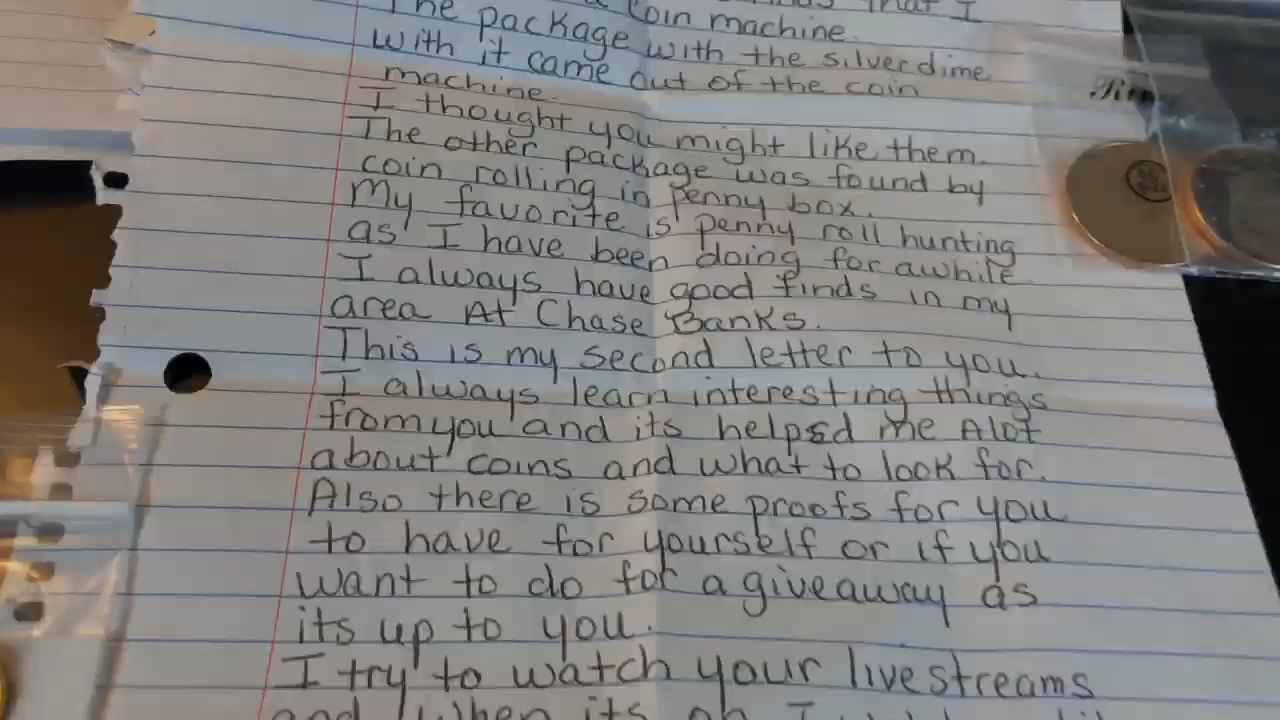 that I
The package coin machine.
with it came with the silver dime
machine. out of the coin
I thought you might like them.
The other package was found by
coin rolling in penny box.
My favorite is penny roll hunting
as I have been doing for awhile
I always have good finds in my
area At Chase Banks.
This is my second letter to you.
I always learn interesting things
from you and its helped me Alot
about coins and what to look for.
Also there is some proofs for you
to have for yourself or if you
want to do for a giveaway as
its up to you.
I try to watch your livestreams
and when its on I